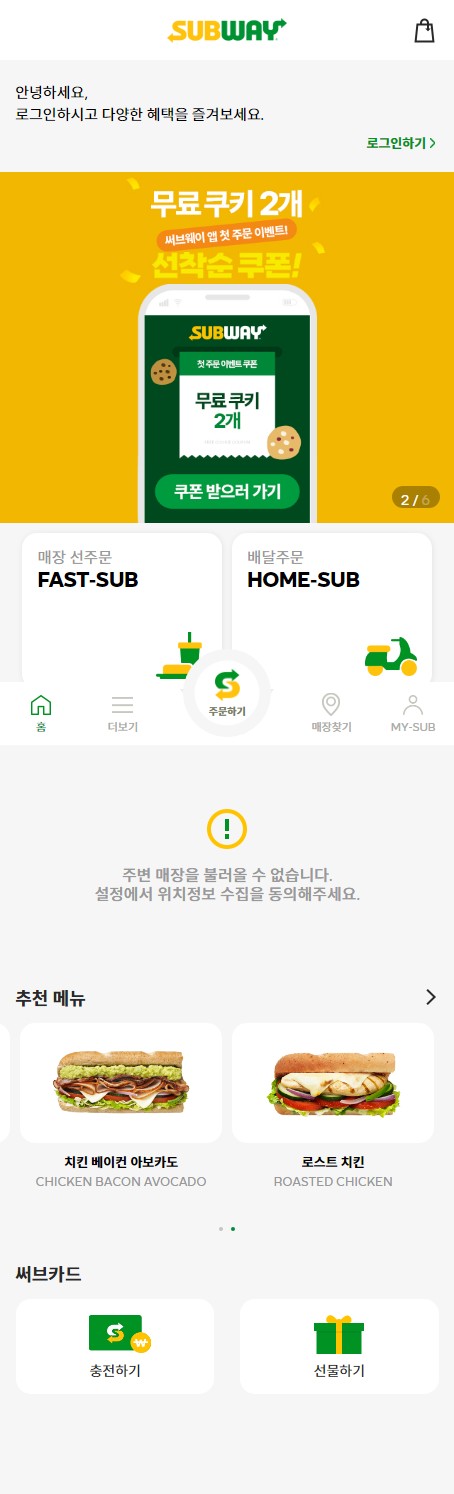 SUBWAY
안녕하세요,
로그인하시고 다양한 혜택을 즐겨보세요.
로그인하기
무료 쿠키 2개
써브웨이 앱 첫 주문 이벤트!
선착순 쿠폰!
SUBWAY
첫 주문 이벤트 쿠폰
무료 쿠키
2개
쿠폰 받으러 가기
2 / 6
매장 선주문
FAST-SUB
배달주문
HOME-SUB
홈
더보기
주문하기
매장찾기
MY-SUB
주변 매장을 불러올 수 없습니다.
설정에서 위치정보 수집을 동의해주세요.
추천 메뉴
치킨 베이컨 아보카도
CHICKEN BACON AVOCADO
로스트 치킨
ROASTED CHICKEN
써브카드
충전하기
선물하기